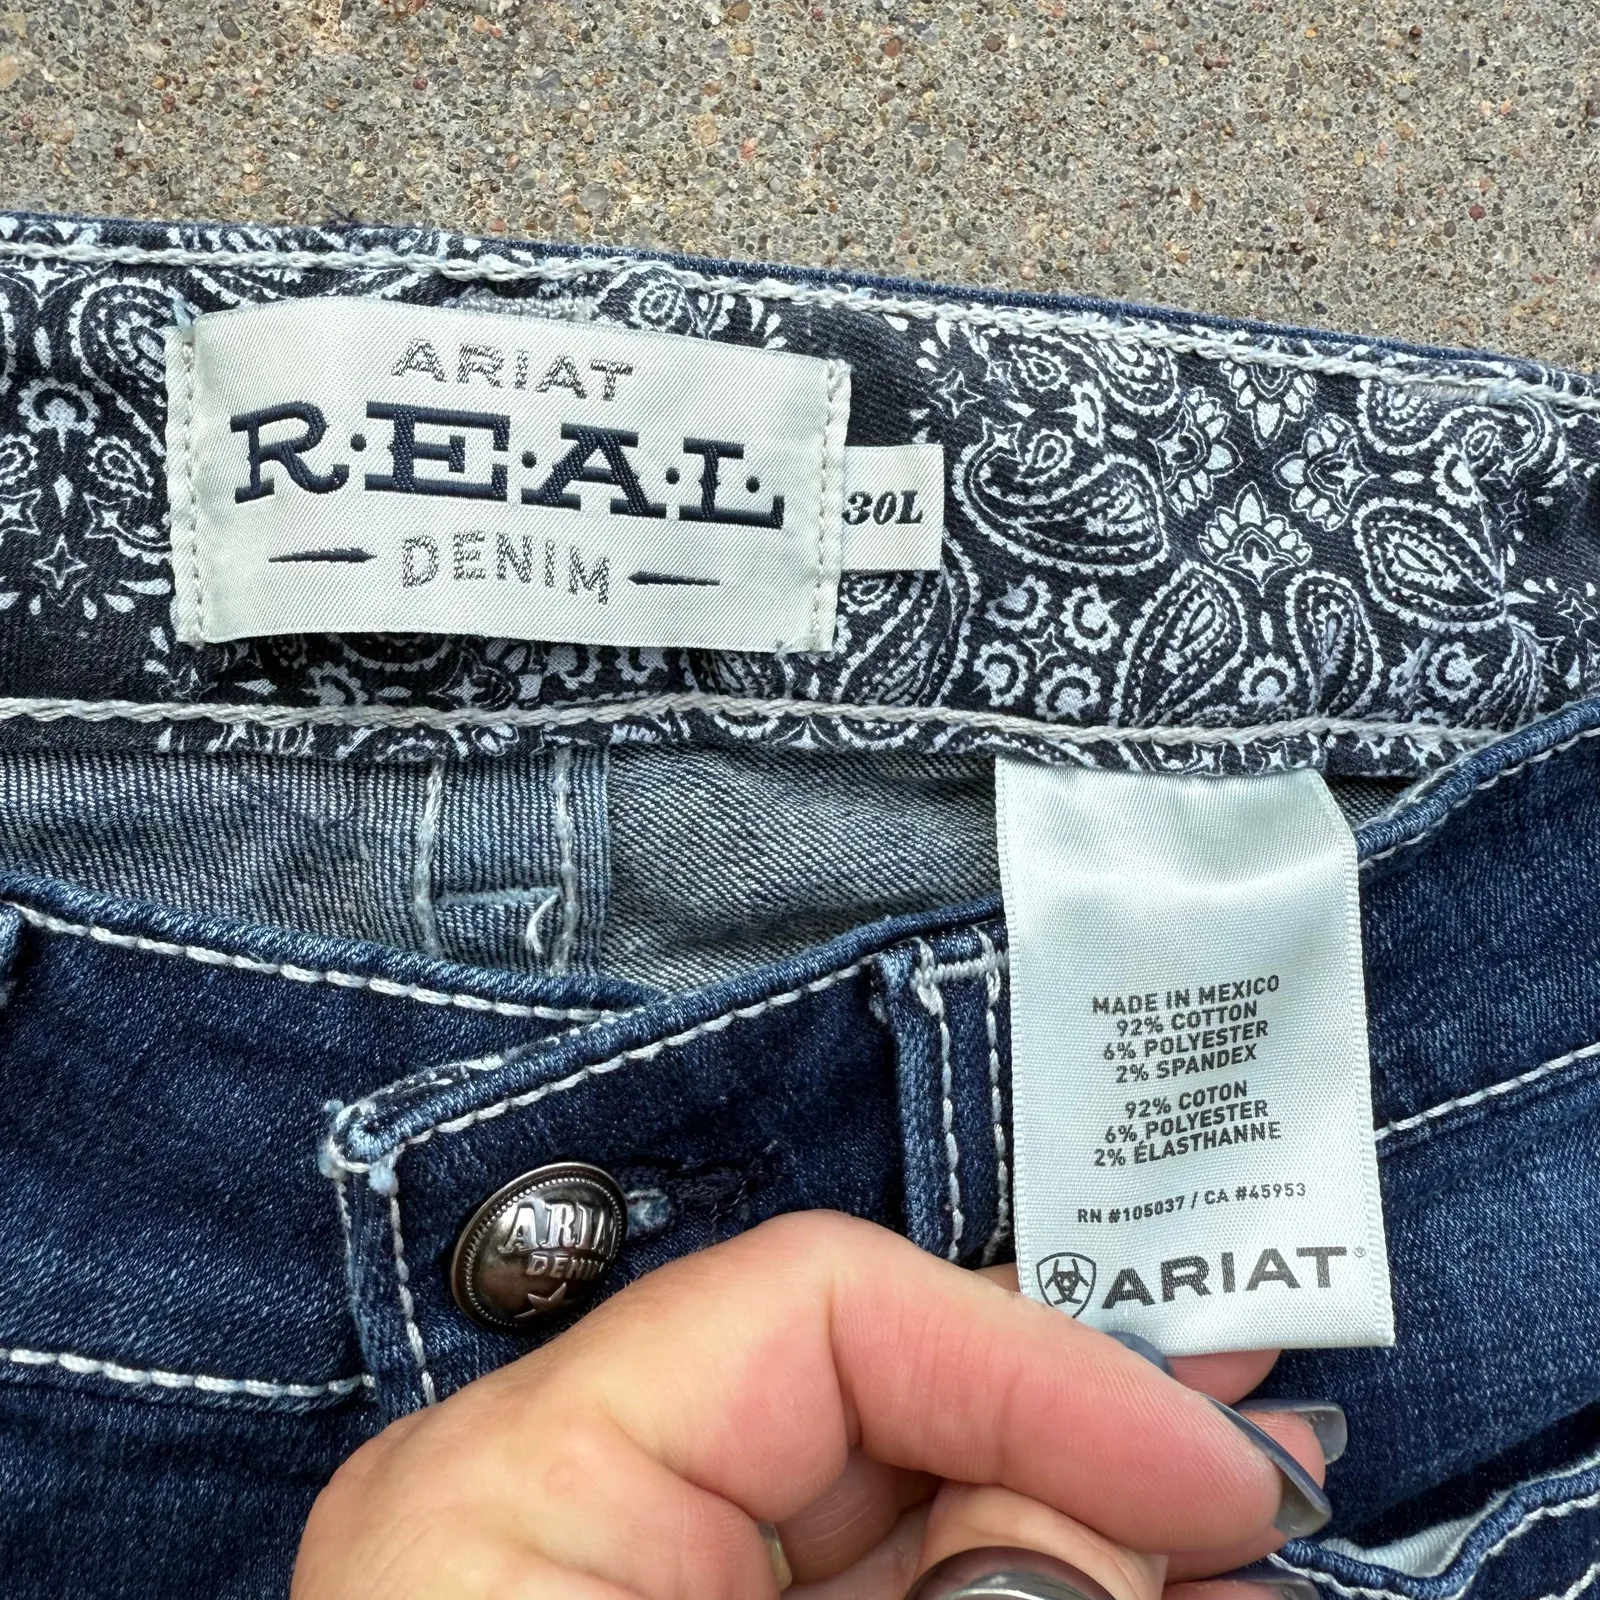 ARIAT
R·E·A·L
DENIM
30L
MADE IN MEXICO
92% COTTON
6% POLYESTER
2% SPANDEX
92% COTON
6% POLYESTER
2% ÉLASTHANNE
RN #105037 / CA #45953
ARIAT®
ARIAT
DENIM